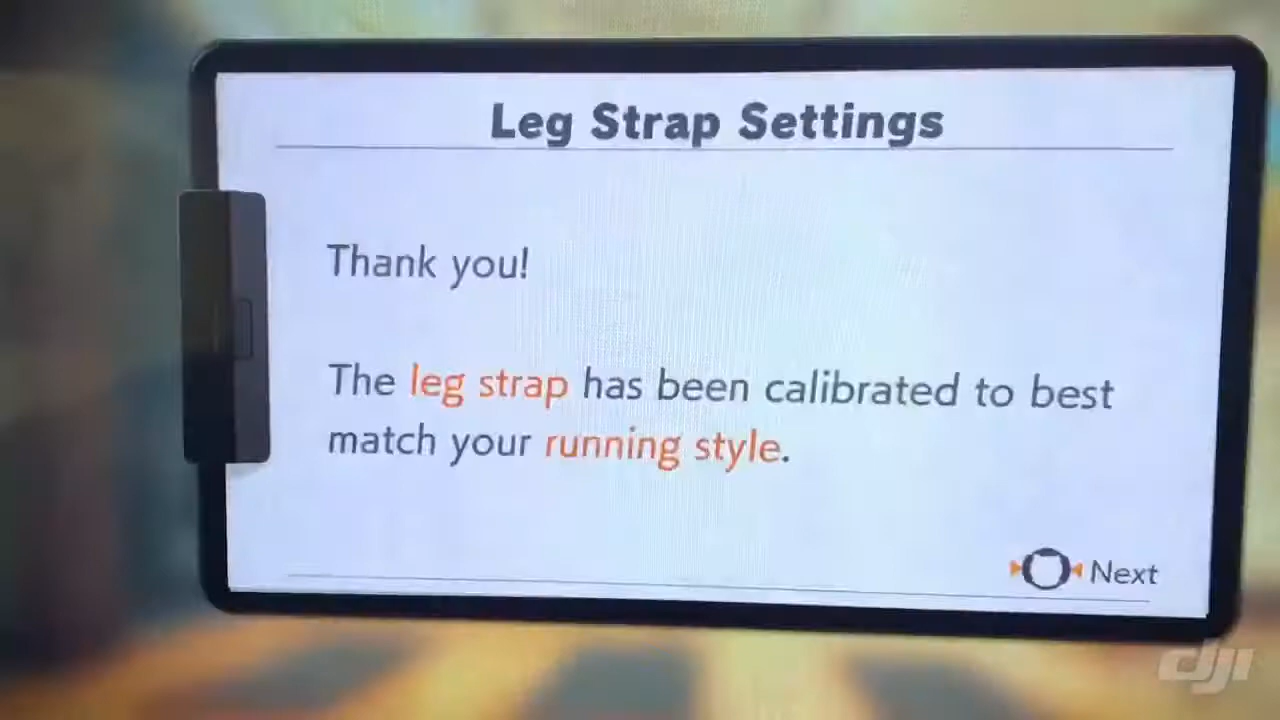 Leg Strap Settings
Thank you!
The leg strap has been calibrated to best
match your running style.
Next
dji